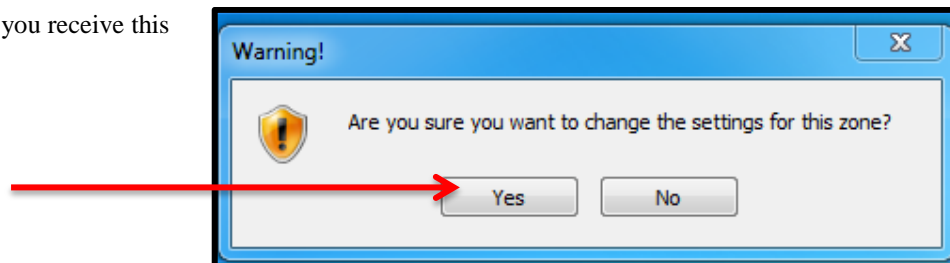 you receive this
Warning!
Are you sure you want to change the settings for this zone?
Yes No